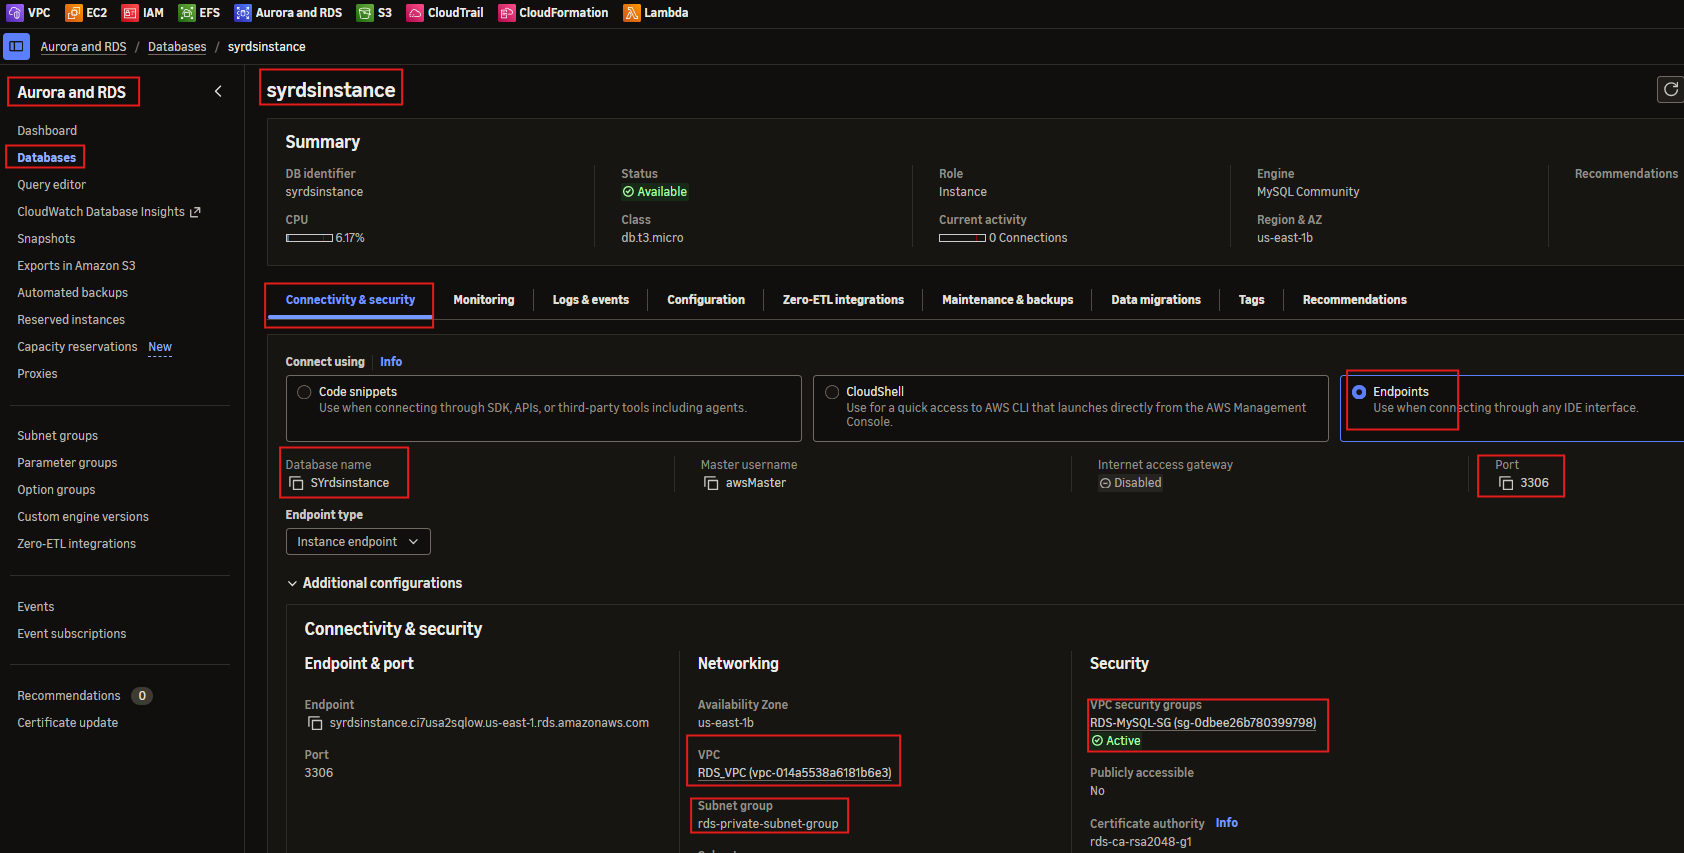 VPC EC2 IAM EFS Aurora and RDS S3 CloudTrail CloudFormation Lambda
Aurora and RDS / Databases / syrdsinstance
Aurora and RDS
Dashboard
Databases
Query editor
CloudWatch Database Insights
Snapshots
Exports in Amazon S3
Automated backups
Reserved instances
Capacity reservations New
Proxies
Subnet groups
Parameter groups
Option groups
Custom engine versions
Zero-ETL integrations
Events
Event subscriptions
Recommendations 0
Certificate update
syrdsinstance
Summary
DB identifier
syrdsinstance
CPU
6.17%
Status
Available
Class
db.t3.micro
Role
Instance
Current activity
0 Connections
Engine
MySQL Community
Region & AZ
us-east-1b
Recommendations
Connectivity & security Monitoring Logs & events Configuration Zero-ETL integrations Maintenance & backups Data migrations Tags Recommendations
Connect using Info
Code snippets
Use when connecting through SDK, APIs, or third-party tools including agents.
CloudShell
Use for a quick access to AWS CLI that launches directly from the AWS Management
Console.
Endpoints
Use when connecting through any IDE interface.
Database name
SYrdsinstance
Master username
awsMaster
Internet access gateway
Disabled
Port
3306
Endpoint type
Instance endpoint
Additional configurations
Connectivity & security
Endpoint & port
Endpoint
syrdsinstance.ci7usa2sqlow.us-east-1.rds.amazonaws.com
Port
3306
Networking
Availability Zone
us-east-1b
VPC
RDS_VPC (vpc-014a5538a6181b6e3)
Subnet group
rds-private-subnet-group
Security
VPC security groups
RDS-MySQL-SG (sg-0dbee26b780399798)
Active
Publicly accessible
No
Certificate authority Info
rds-ca-rsa2048-g1